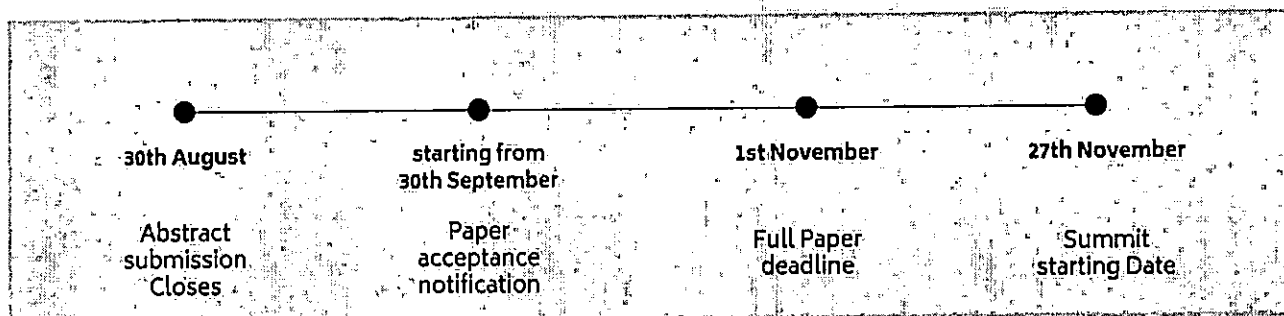 30th August
Abstract
submission
Closes
starting from
30th September
Paper
acceptance
notification
1st November
Full Paper
deadline
27th November
Summit
starting Date